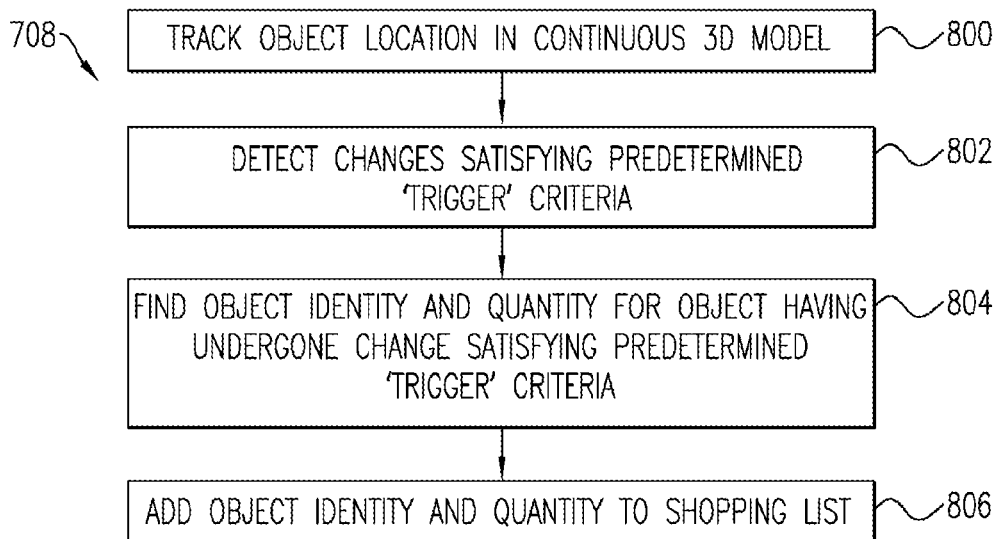 708
TRACK OBJECT LOCATION IN CONTINUOUS 3D MODEL
800
DETECT CHANGES SATISFYING PREDETERMINED
'TRIGGER' CRITERIA
802
FIND OBJECT IDENTITY AND QUANTITY FOR OBJECT HAVING
UNDERGONE CHANGE SATISFYING PREDETERMINED
'TRIGGER' CRITERIA
804
ADD OBJECT IDENTITY AND QUANTITY TO SHOPPING LIST
806